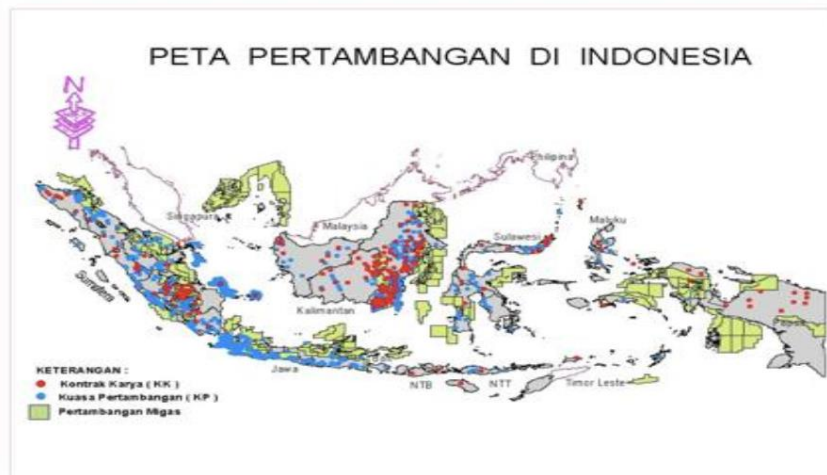 PETA PERTAMBANGAN DI INDONESIA
N
Philipina
Singapura
Malaysia
Sulawesi
Maluku
Sumatera
Kalimantan
Jawa
NTB
NTT
Timor Leste
KETERANGAN :
Kontrak Karya ( KK )
Kuasa Pertambangan ( KP )
Pertambangan Migas